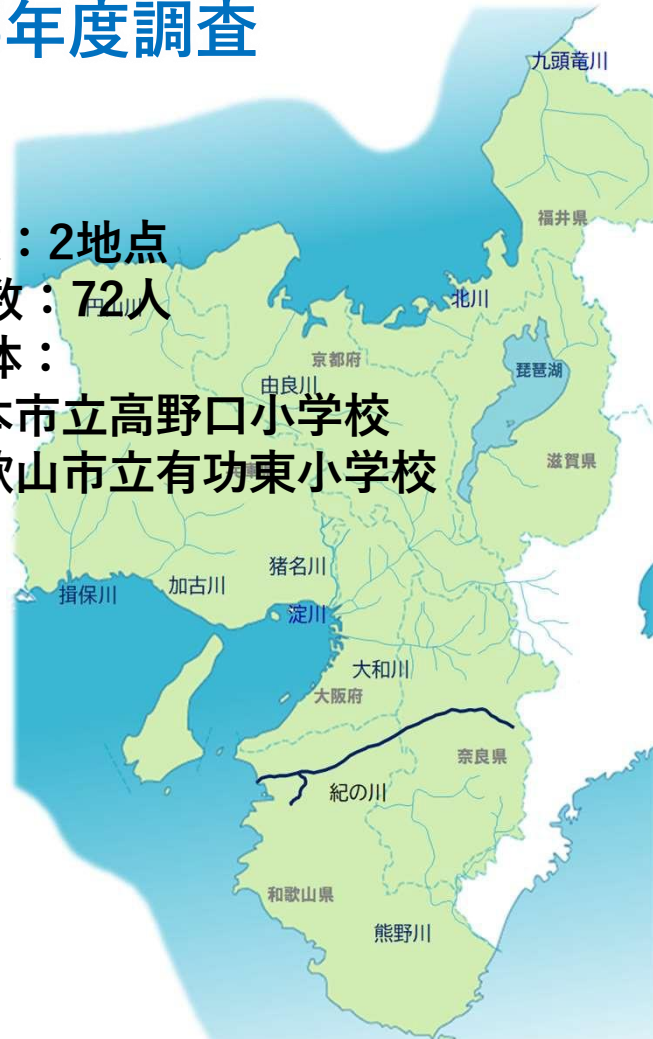 年度調査
九頭竜川
福井県
：2地点
数：72人
円山川
北川
体：
京都府
琵琶湖
由良川
本市立高野口小学校
滋賀県
歌山市立有功東小学校
猪名川
揖保川
加古川
淀川
大和川
大阪府
奈良県
紀の川
和歌山県
熊野川